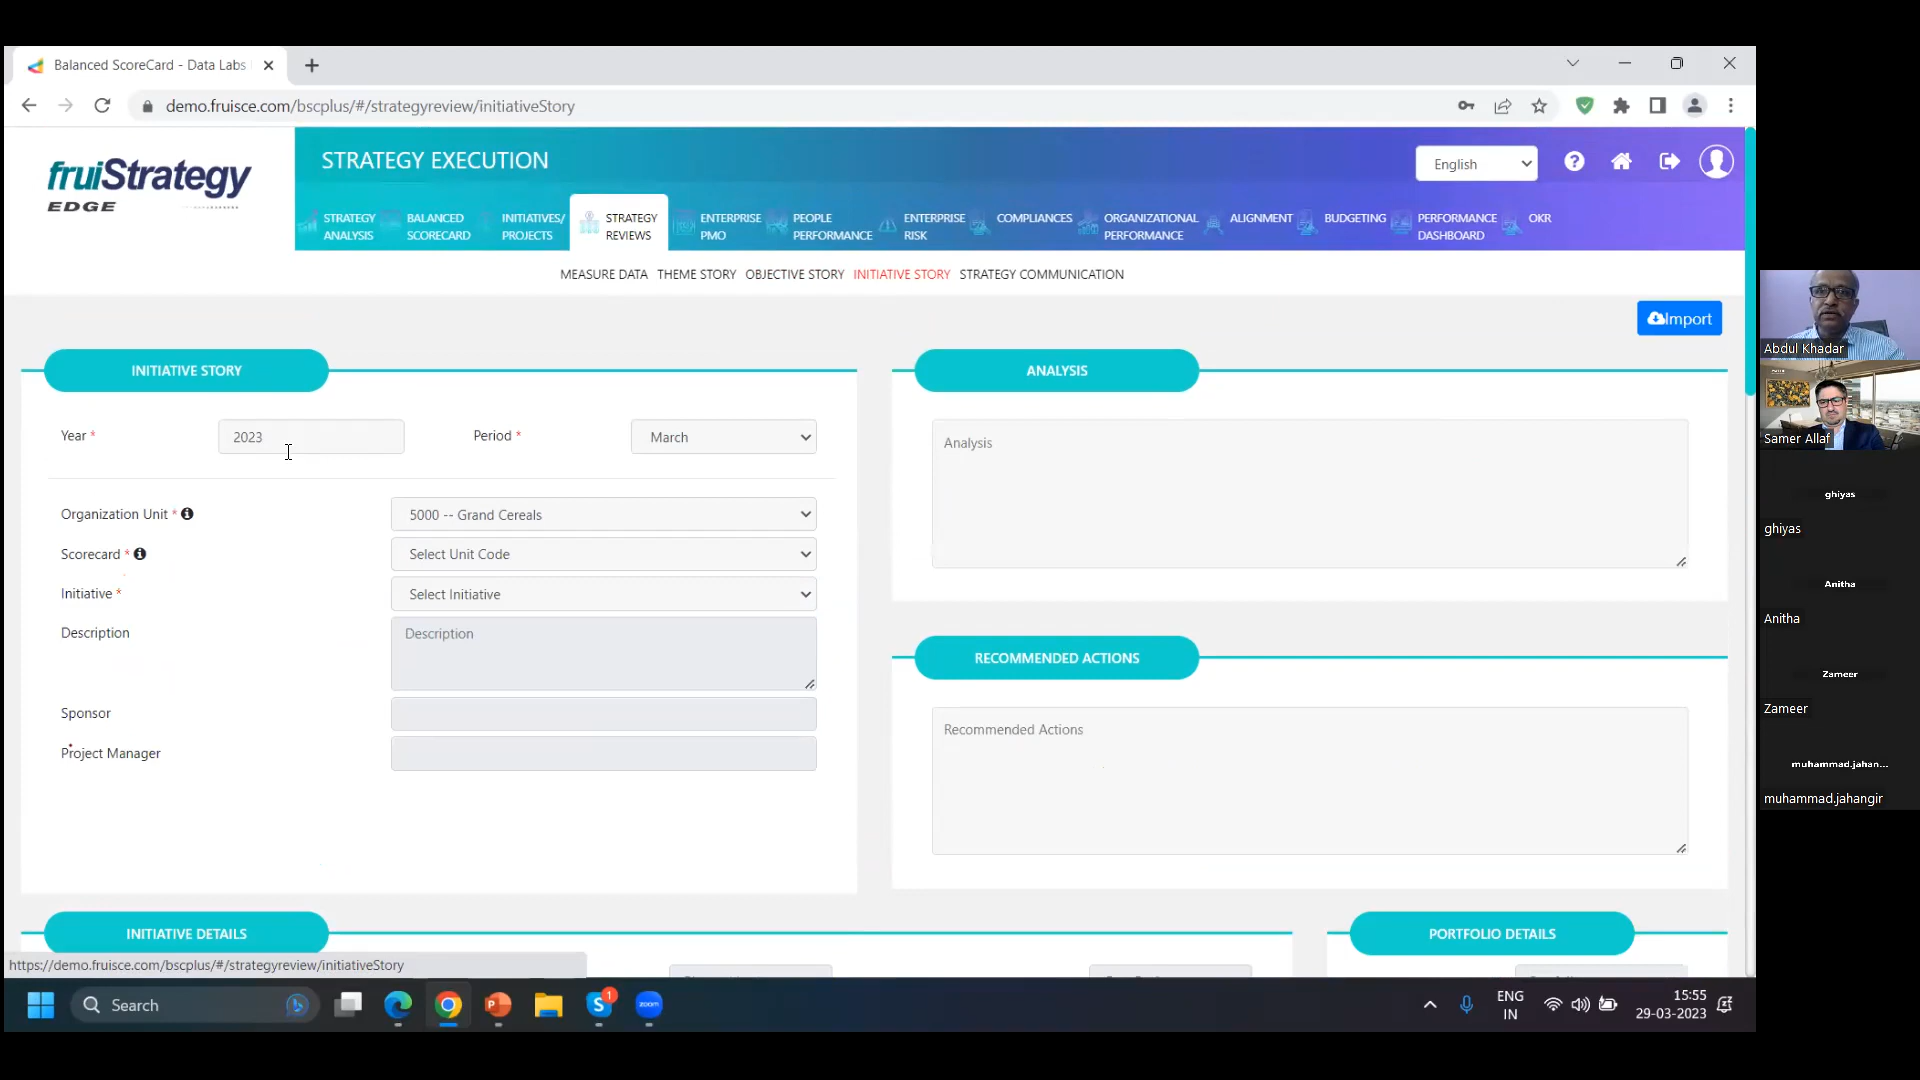 Balanced ScoreCard - Data Labs
demo.fruisce.com/bscplus/#/strategyreview/initiativeStory
fruiStrategy
EDGE
STRATEGY EXECUTION
English
STRATEGY ANALYSIS
BALANCED SCORECARD
INITIATIVES/ PROJECTS
STRATEGY REVIEWS
ENTERPRISE PMO
PEOPLE PERFORMANCE
ENTERPRISE RISK
COMPLIANCES
ORGANIZATIONAL PERFORMANCE
ALIGNMENT
BUDGETING
PERFORMANCE DASHBOARD
OKR
MEASURE DATA THEME STORY OBJECTIVE STORY INITIATIVE STORY STRATEGY COMMUNICATION
Import
INITIATIVE STORY
Year * 2023 Period * March
Organization Unit * 5000 -- Grand Cereals
Scorecard * Select Unit Code
Initiative * Select Initiative
Description Description
Sponsor
Project Manager
ANALYSIS
Analysis
RECOMMENDED ACTIONS
Recommended Actions
INITIATIVE DETAILS
PORTFOLIO DETAILS
https://demo.fruisce.com/bscplus/#/strategyreview/initiativeStory
Search
1
zoom
ENG
IN
15:55
29-03-2023
Abdul Khadar
Samer Allaf
ghiyas
ghiyas
Anitha
Anitha
Zameer
Zameer
muhammad.jahan...
muhammad.jahangir